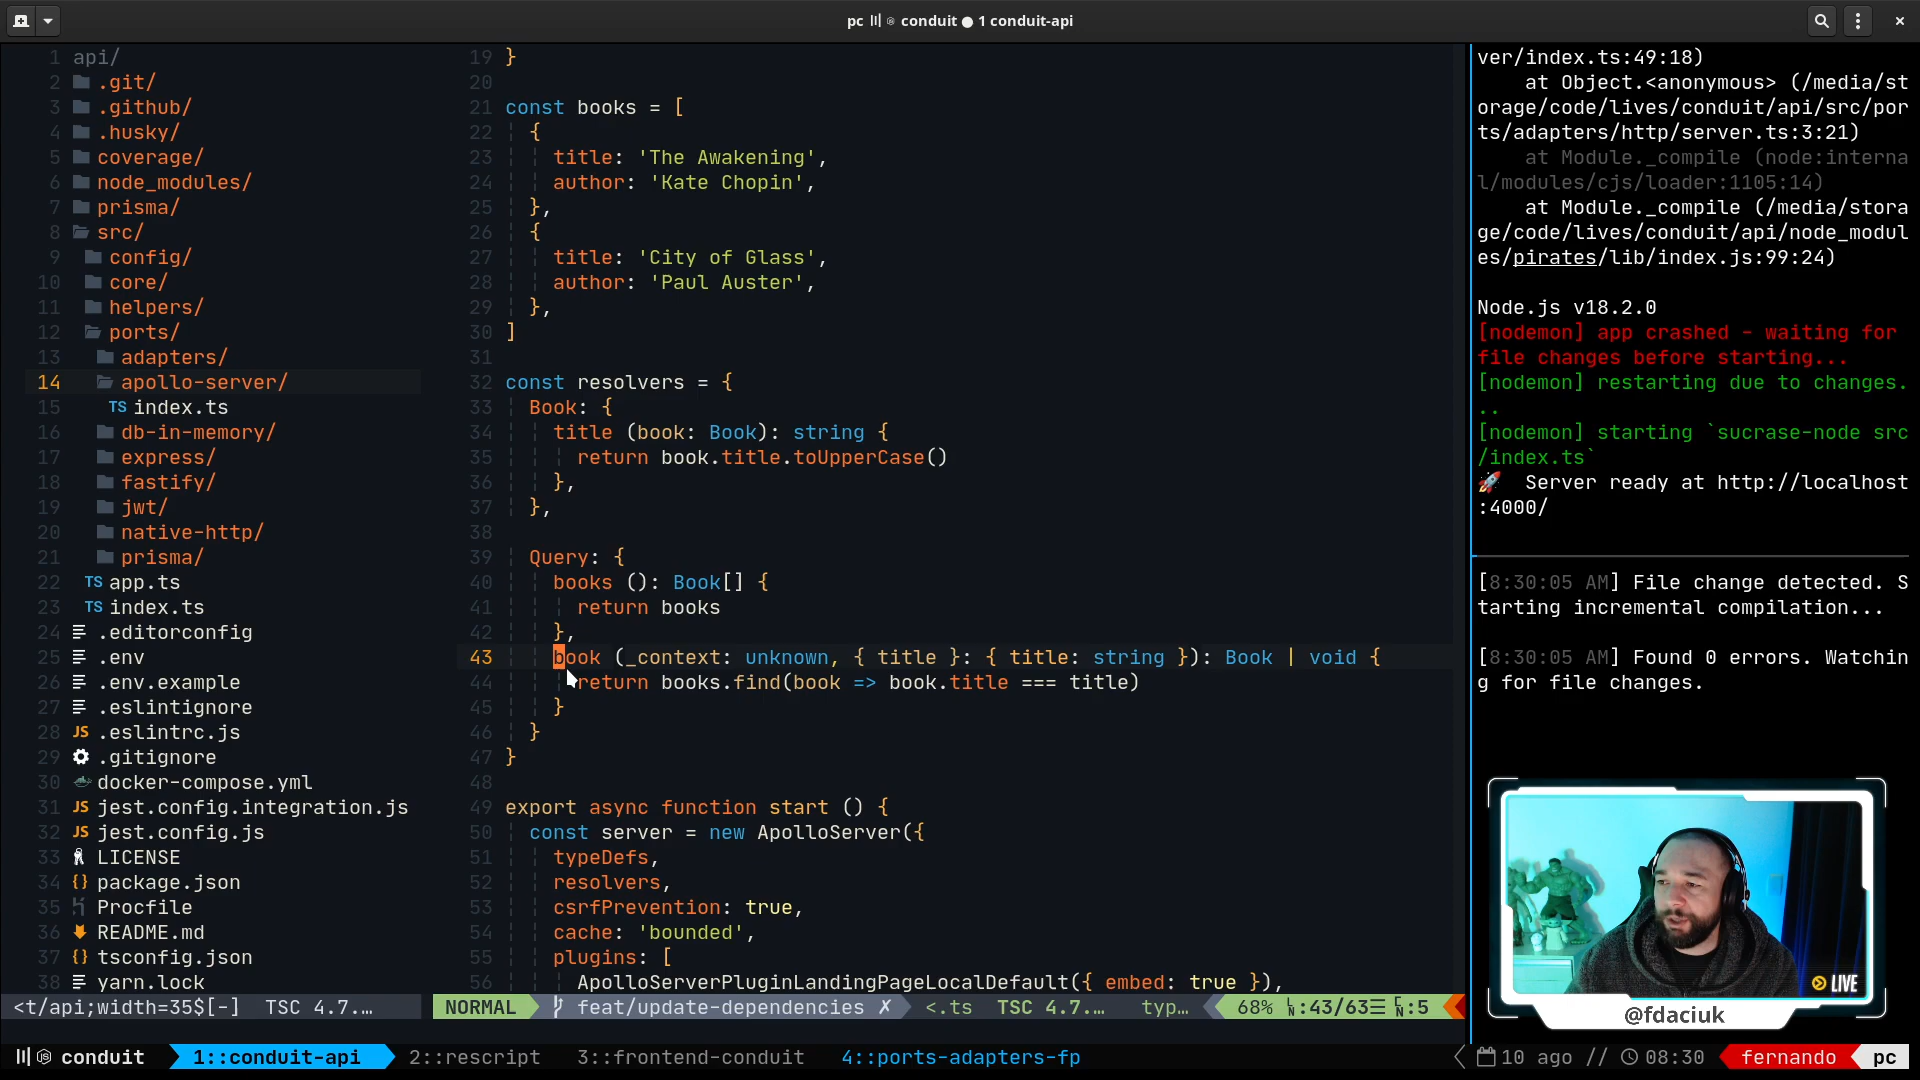 pc conduit ● 1 conduit-api
1 api/
2 .git/
3 .github/
4 .husky/
5 coverage/
6 node_modules/
7 prisma/
8 src/
9 config/
10 core/
11 helpers/
12 ports/
13 adapters/
14 apollo-server/
15 TS index.ts
16 db-in-memory/
17 express/
18 fastify/
19 jwt/
20 native-http/
21 prisma/
22 TS app.ts
23 TS index.ts
24 .editorconfig
25 .env
26 .env.example
27 .eslintignore
28 JS .eslintrc.js
29 .gitignore
30 docker-compose.yml
31 JS jest.config.integration.js
32 JS jest.config.js
33 LICENSE
34 {} package.json
35 Procfile
36 README.md
37 {} tsconfig.json
38 yarn.lock
<t/api;width=35$[-] TSC 4.7.…
19 }
20
21 const books = [
22 {
23 title: 'The Awakening',
24 author: 'Kate Chopin',
25 },
26 {
27 title: 'City of Glass',
28 author: 'Paul Auster',
29 },
30 ]
31
32 const resolvers = {
33 Book: {
34 title (book: Book): string {
35 return book.title.toUpperCase()
36 },
37 },
38
39 Query: {
40 books (): Book[] {
41 return books
42 },
43 book (_context: unknown, { title }: { title: string }): Book | void {
44 return books.find(book => book.title === title)
45 }
46 }
47 }
48
49 export async function start () {
50 const server = new ApolloServer({
51 typeDefs,
52 resolvers,
53 csrfPrevention: true,
54 cache: 'bounded',
55 plugins: [
56 ApolloServerPluginLandingPageLocalDefault({ embed: true }),
NORMAL feat/update-dependencies ✗ <.ts TSC 4.7.… typ… 68% LN:43/63☰ CN:5
ver/index.ts:49:18)
at Object.<anonymous> (/media/st
orage/code/lives/conduit/api/src/por
ts/adapters/http/server.ts:3:21)
at Module._compile (node:interna
l/modules/cjs/loader:1105:14)
at Module._compile (/media/stora
ge/code/lives/conduit/api/node_modul
es/pirates/lib/index.js:99:24)
Node.js v18.2.0
[nodemon] app crashed - waiting for
file changes before starting...
[nodemon] restarting due to changes.
..
[nodemon] starting `sucrase-node src
/index.ts`
🚀 Server ready at http://localhost
:4000/
[8:30:05 AM] File change detected. S
tarting incremental compilation...
[8:30:05 AM] Found 0 errors. Watchin
g for file changes.
LIVE
@fdaciuk
conduit 1::conduit-api 2::rescript 3::frontend-conduit 4::ports-adapters-fp 10 ago // 08:30 fernando pc